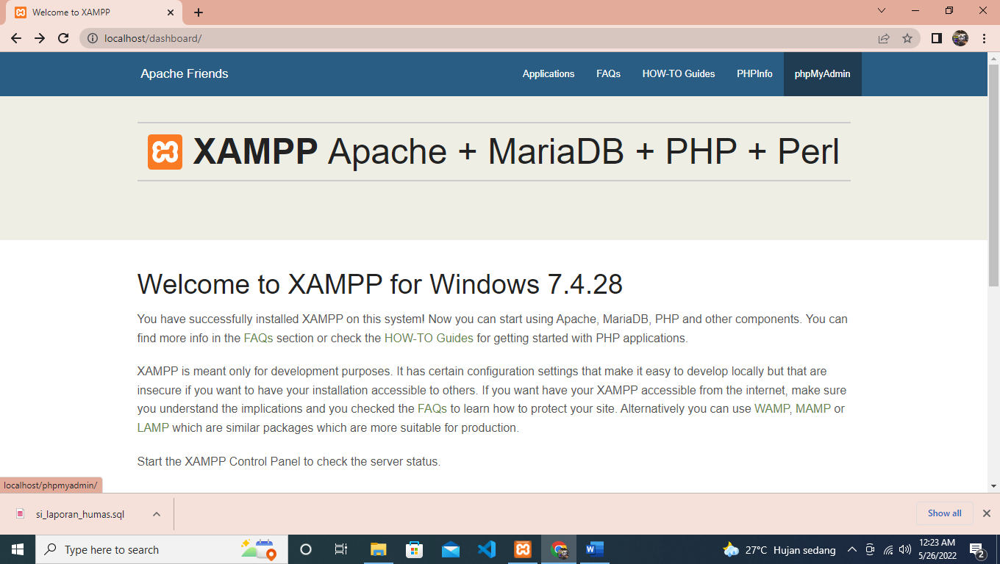 Welcome to XAMPP
localhost/dashboard/
Apache Friends
Applications FAQs HOW-TO Guides PHPInfo phpMyAdmin
XAMPP Apache + MariaDB + PHP + Perl
Welcome to XAMPP for Windows 7.4.28
You have successfully installed XAMPP on this system! Now you can start using Apache, MariaDB, PHP and other components. You can
find more info in the FAQs section or check the HOW-TO Guides for getting started with PHP applications.
XAMPP is meant only for development purposes. It has certain configuration settings that make it easy to develop locally but that are
insecure if you want to have your installation accessible to others. If you want have your XAMPP accessible from the internet, make sure
you understand the implications and you checked the FAQs to learn how to protect your site. Alternatively you can use WAMP, MAMP or
LAMP which are similar packages which are more suitable for production.
Start the XAMPP Control Panel to check the server status.
localhost/phpmyadmin/
si_laporan_humas.sql
Show all
Type here to search
27°C Hujan sedang
12:23 AM
5/26/2022
2